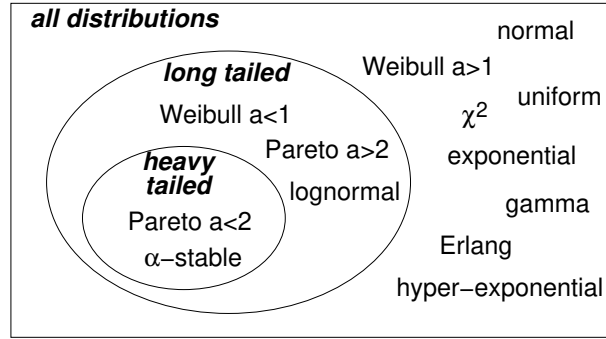 all distributions
normal
long tailed
Weibull a>1
Weibull a<1
uniform
χ²
Pareto a>2
exponential
heavy
tailed
lognormal
gamma
Pareto a<2
Erlang
α−stable
hyper−exponential